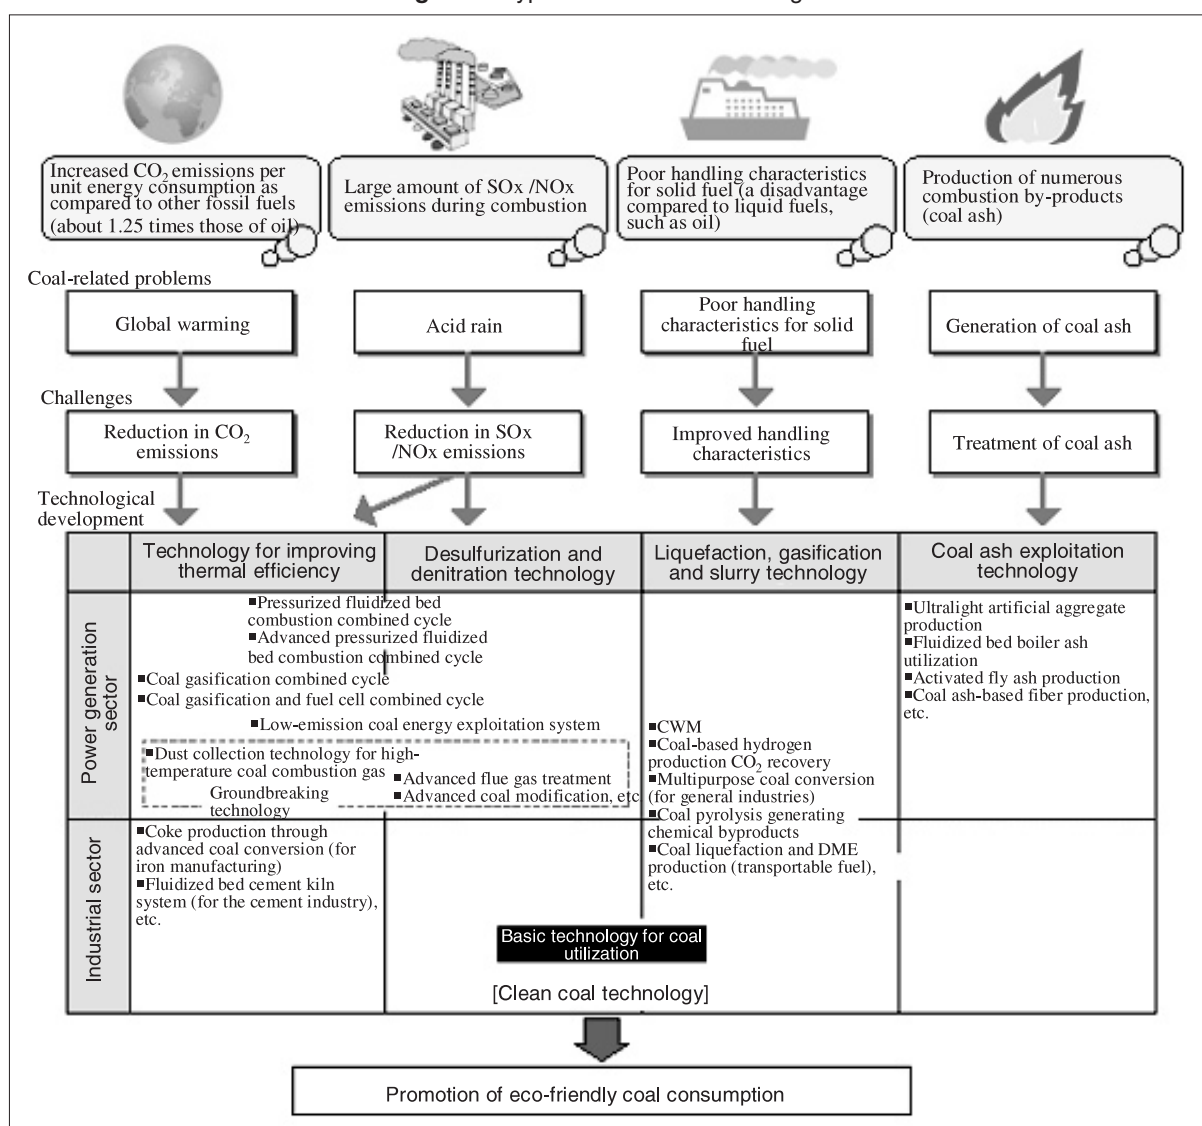 Increased CO2 emissions per
unit energy consumption as
compared to other fossil fuels
(about 1.25 times those of oil)
Large amount of SOx /NOx
emissions during combustion
Poor handling characteristics
for solid fuel (a disadvantage
compared to liquid fuels,
such as oil)
Production of numerous
combustion by-products
(coal ash)
Coal-related problems
Global warming
Acid rain
Poor handling
characteristics for solid
fuel
Generation of coal ash
Challenges
Reduction in CO2
emissions
Reduction in SOx
/NOx emissions
Improved handling
characteristics
Treatment of coal ash
Technological
development
Technology for improving
thermal efficiency
Desulfurization and
denitration technology
Liquefaction, gasification
and slurry technology
Coal ash exploitation
technology
Power generation
sector
■Pressurized fluidized bed
combustion combined cycle
■Advanced pressurized fluidized
bed combustion combined cycle
■Coal gasification combined cycle
■Coal gasification and fuel cell combined cycle
■Low-emission coal energy exploitation system
■Dust collection technology for high-
temperature coal combustion gas
Groundbreaking
technology
■Advanced flue gas treatment
■Advanced coal modification, etc
■CWM
■Coal-based hydrogen
production CO2 recovery
■Multipurpose coal conversion
(for general industries)
■Coal pyrolysis generating
chemical byproducts
■Coal liquefaction and DME
production (transportable fuel),
etc.
■Ultralight artificial aggregate
production
■Fluidized bed boiler ash
utilization
■Activated fly ash production
■Coal ash-based fiber production,
etc.
Industrial sector
■Coke production through
advanced coal conversion (for
iron manufacturing)
■Fluidized bed cement kiln
system (for the cement industry),
etc.
Basic technology for coal
utilization
[Clean coal technology]
Promotion of eco-friendly coal consumption